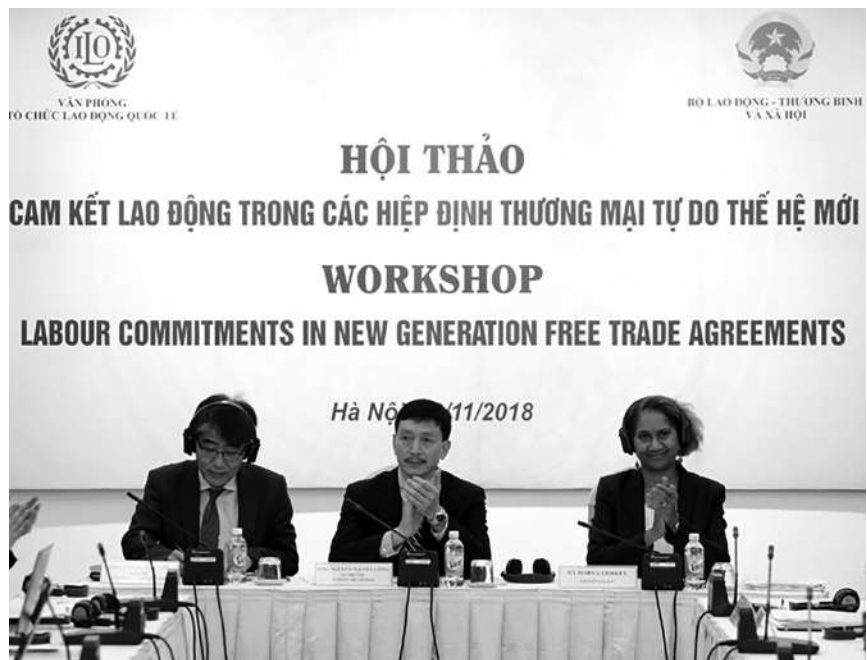 ILO
VĂN PHÒNG
TỔ CHỨC LAO ĐỘNG QUỐC TẾ
BỘ LAO ĐỘNG - THƯƠNG BINH
VÀ XÃ HỘI
HỘI THẢO
CAM KẾT LAO ĐỘNG TRONG CÁC HIỆP ĐỊNH THƯƠNG MẠI TỰ DO THẾ HỆ MỚI
WORKSHOP
LABOUR COMMITMENTS IN NEW GENERATION FREE TRADE AGREEMENTS
Hà /11/2018